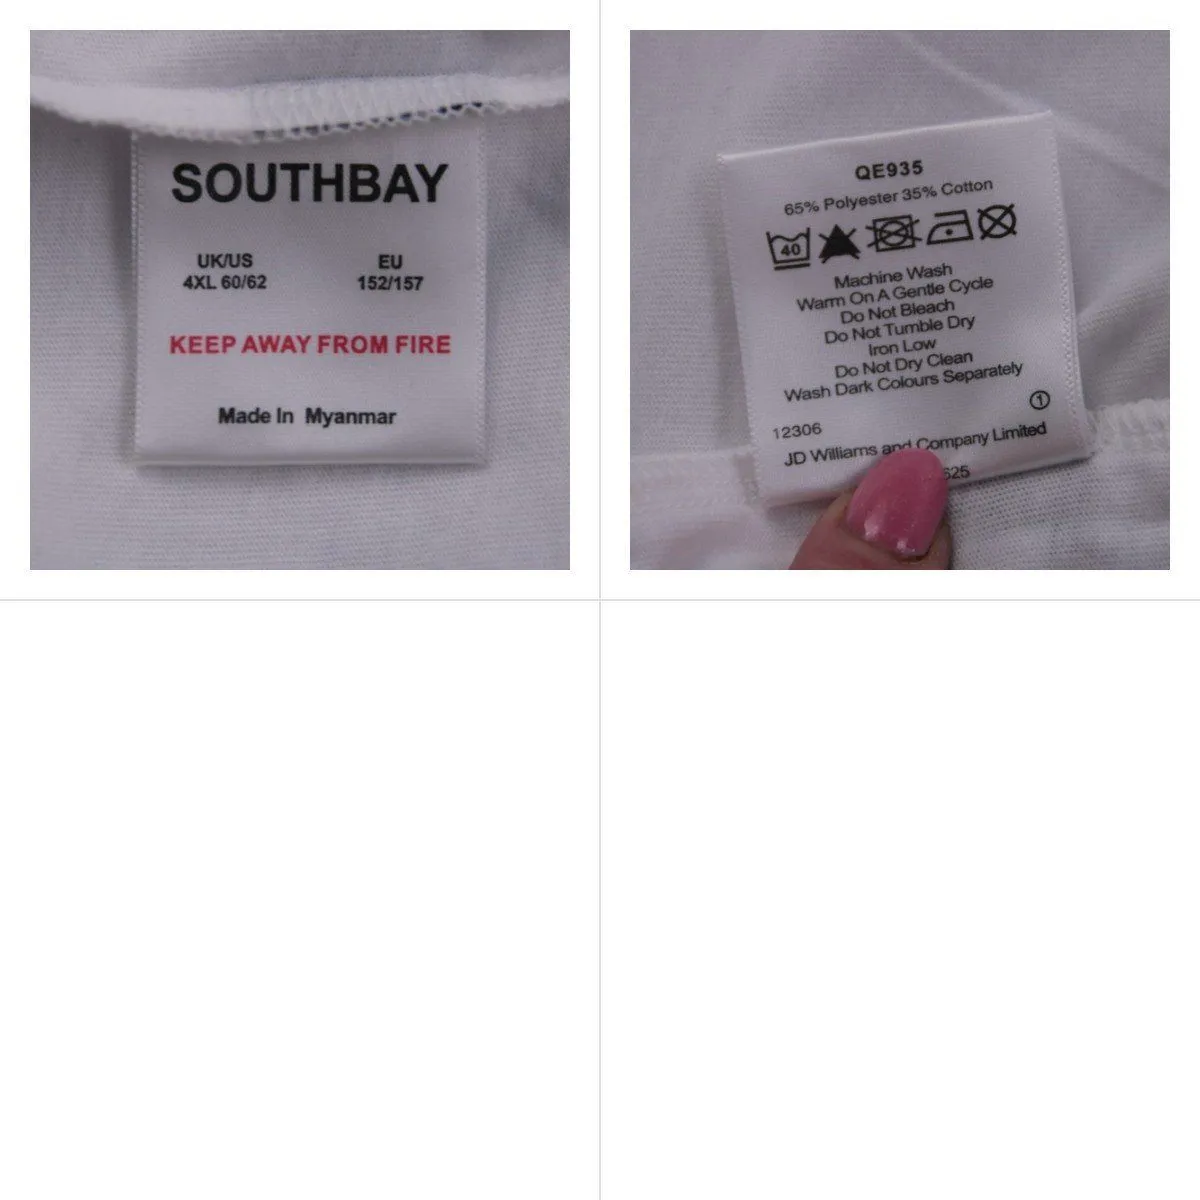 SOUTHBAY
UK/US EU
4XL 60/62 152/157
KEEP AWAY FROM FIRE
Made In Myanmar
QE935
65% Polyester 35% Cotton
40
Machine Wash
Warm On A Gentle Cycle
Do Not Bleach
Do Not Tumble Dry
Iron Low
Do Not Dry Clean
Wash Dark Colours Separately
1
12306
JD Williams and Company Limited
625